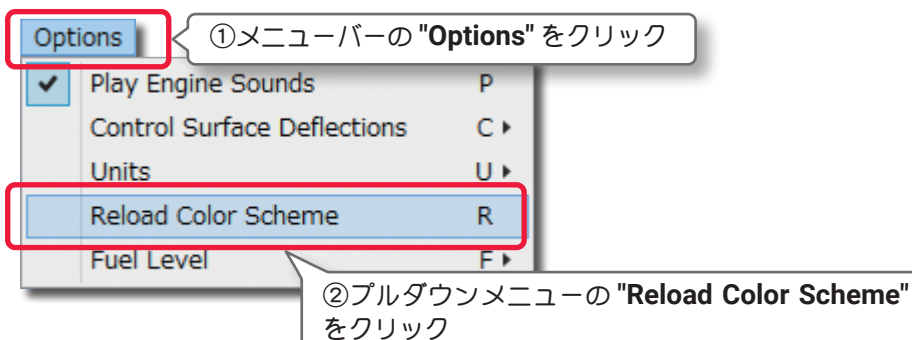 Options
①メニューバーの "Options" をクリック
✔ Play Engine Sounds P
Control Surface Deflections C ▸
Units U ▸
Reload Color Scheme R
Fuel Level F ▸
②プルダウンメニューの "Reload Color Scheme"
をクリック